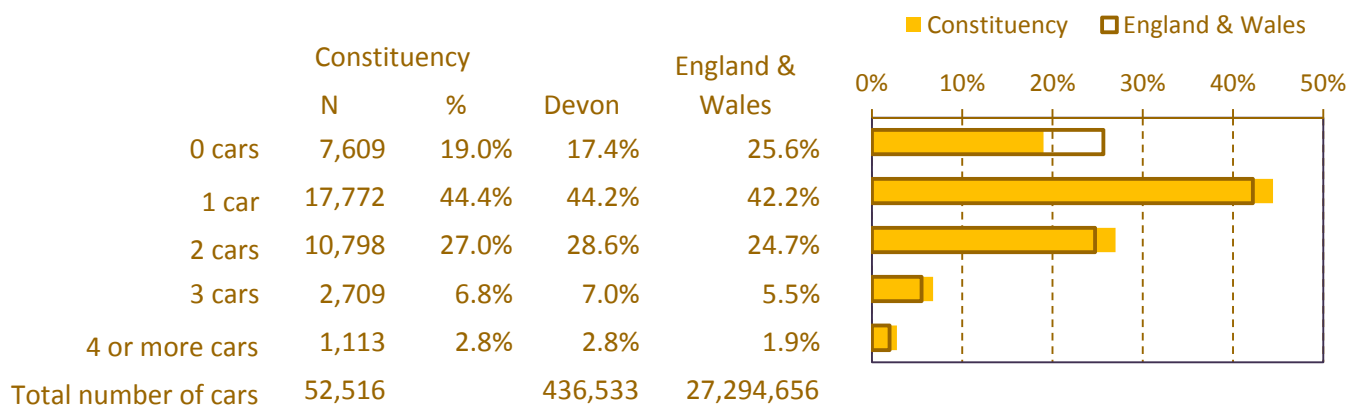 Constituency England & Wales
Constituency England & Wales
N % Devon
0% 10% 20% 30% 40% 50%
0 cars 7,609 19.0% 17.4% 25.6%
1 car 17,772 44.4% 44.2% 42.2%
2 cars 10,798 27.0% 28.6% 24.7%
3 cars 2,709 6.8% 7.0% 5.5%
4 or more cars 1,113 2.8% 2.8% 1.9%
Total number of cars 52,516 436,533 27,294,656